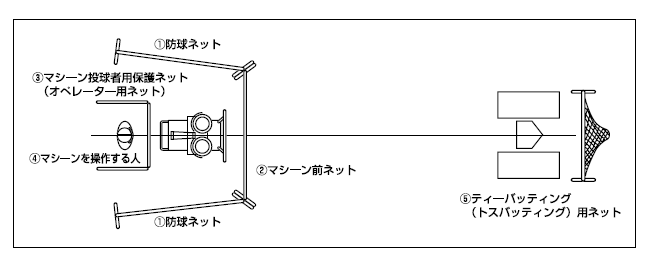 ①防球ネット
③マシーン投球者用保護ネット
（オペレーター用ネット）
④マシーンを操作する人
②マシーン前ネット
①防球ネット
⑤ティーバッティング
（トスバッティング）用ネット